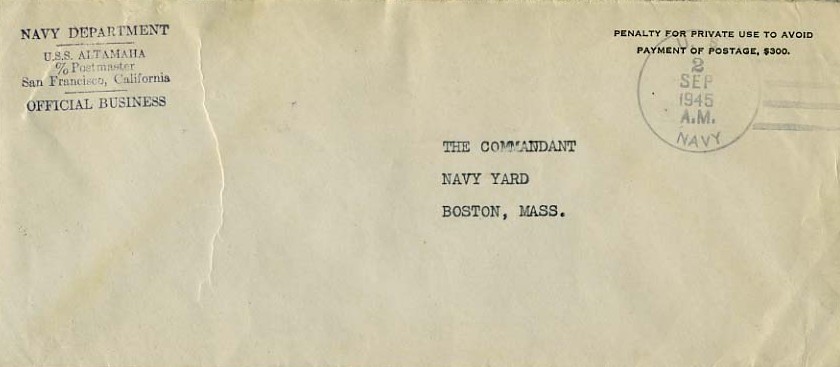 NAVY DEPARTMENT
U.S.S. ALTAMAHA
% Postmaster
San Francisco, California
OFFICIAL BUSINESS
PENALTY FOR PRIVATE USE TO AVOID
PAYMENT OF POSTAGE, $300.
U. S.
2
SEP
1945
A.M.
NAVY
THE COMMANDANT
NAVY YARD
BOSTON, MASS.